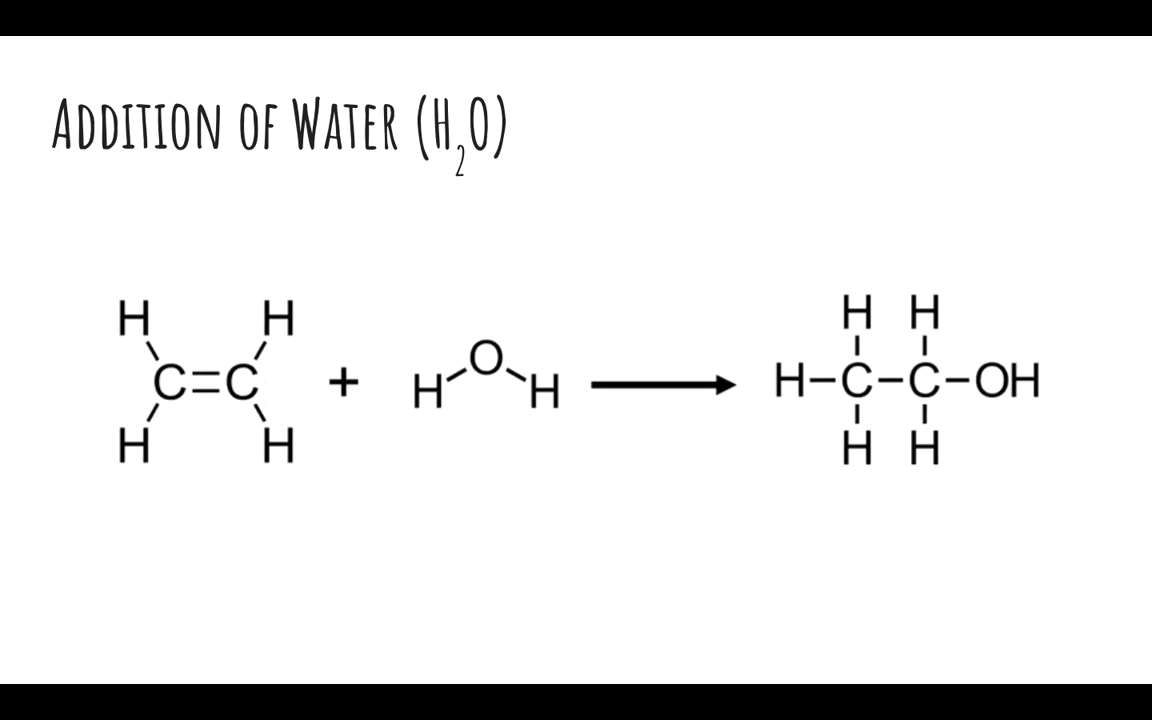 Addition of Water (H₂O)
H H
C=C
H H
+
H O H
H H
H-C-C-OH
H H